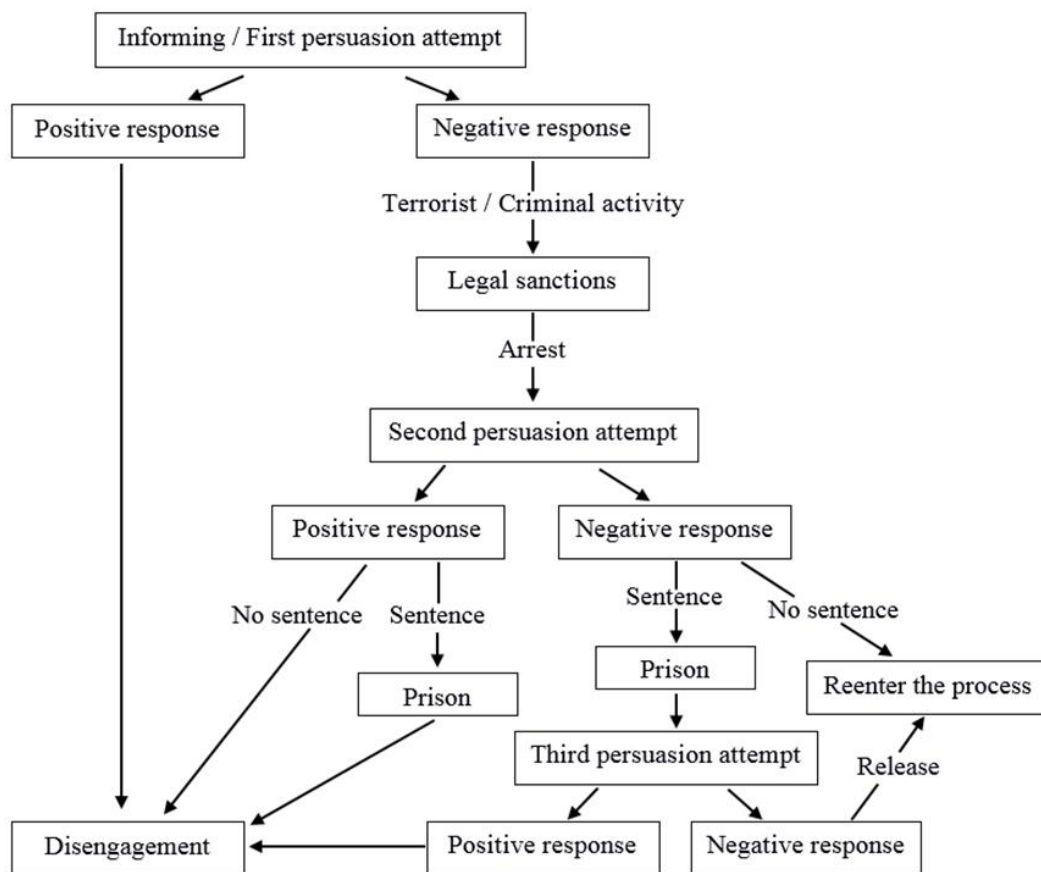 Informing / First persuasion attempt
Positive response
Negative response
Terrorist / Criminal activity
Legal sanctions
Arrest
Second persuasion attempt
Positive response
Negative response
No sentence
Sentence
Sentence
No sentence
Prison
Prison
Reenter the process
Third persuasion attempt
Release
Disengagement
Positive response
Negative response